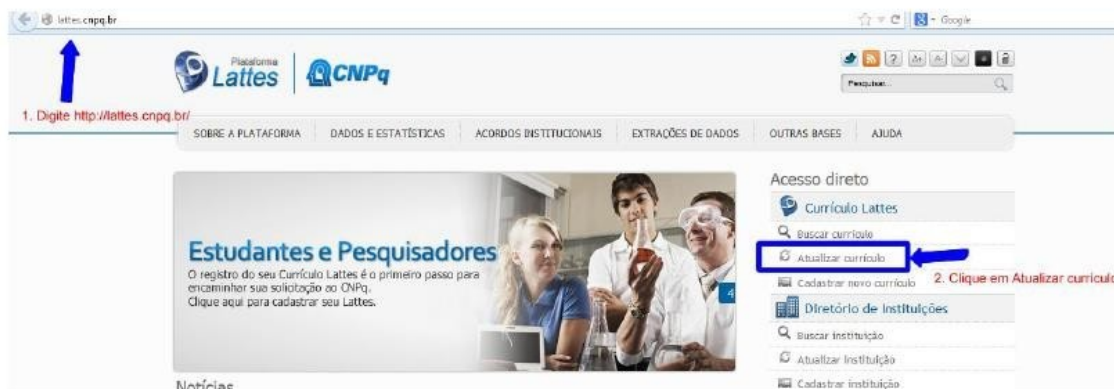 lattes.cnpq.br
Google
Plataforma
Lattes
CNPq
Pesquisar...
1. Digite http://lattes.cnpq.br/
SOBRE A PLATAFORMA DADOS E ESTATÍSTICAS ACORDOS INSTITUCIONAIS EXTRAÇÕES DE DADOS OUTRAS BASES AJUDA
Estudantes e Pesquisadores
O registro do seu Currículo Lattes é o primeiro passo para
encaminhar sua solicitação ao CNPq.
Clique aqui para cadastrar seu Lattes.
4
Notícias
Acesso direto
Currículo Lattes
Buscar currículo
Atualizar currículo
2. Clique em Atualizar currículo
Cadastrar novo currículo
Diretório de Instituições
Buscar instituição
Atualizar instituição
Cadastrar instituição